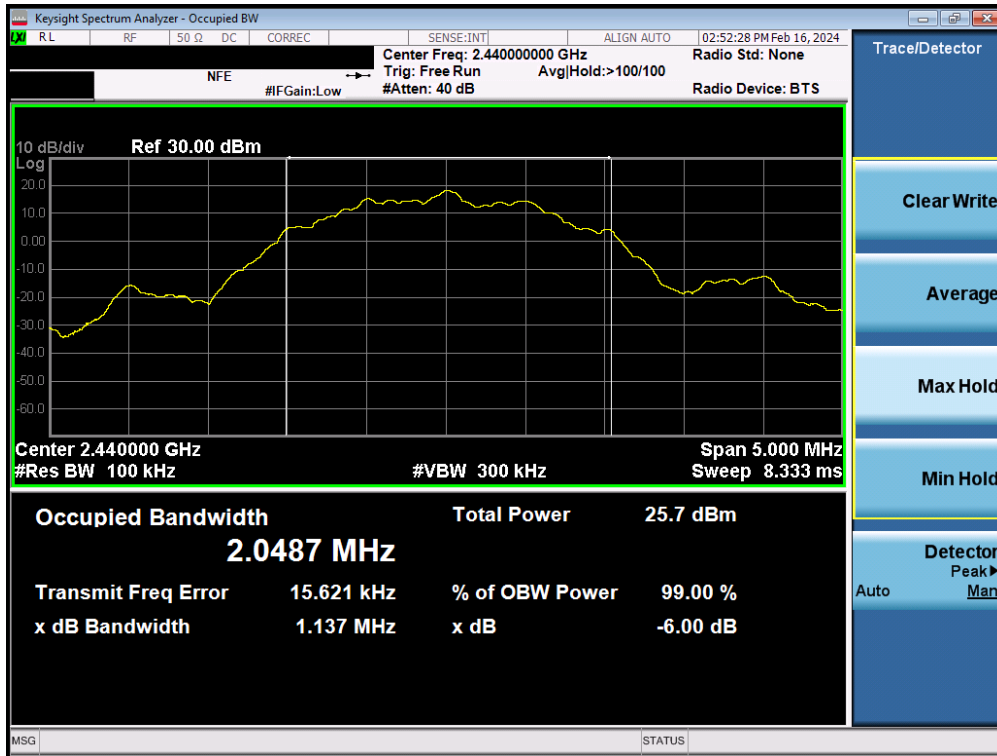 Keysight Spectrum Analyzer - Occupied BW
LXI RL RF 50 Ω DC CORREC SENSE:INT ALIGN AUTO 02:52:28 PM Feb 16, 2024
Center Freq: 2.440000000 GHz Radio Std: None
NFE Trig: Free Run Avg|Hold:>100/100
#IFGain:Low #Atten: 40 dB Radio Device: BTS
10 dB/div Ref 30.00 dBm
Log
20.0
10.0
0.00
-10.0
-20.0
-30.0
-40.0
-50.0
-60.0
Center 2.440000 GHz Span 5.000 MHz
#Res BW 100 kHz #VBW 300 kHz Sweep 8.333 ms
Occupied Bandwidth Total Power 25.7 dBm
2.0487 MHz
Transmit Freq Error 15.621 kHz % of OBW Power 99.00 %
x dB Bandwidth 1.137 MHz x dB -6.00 dB
MSG STATUS
Trace/Detector
Clear Write
Average
Max Hold
Min Hold
Detector
Peak
Auto Man